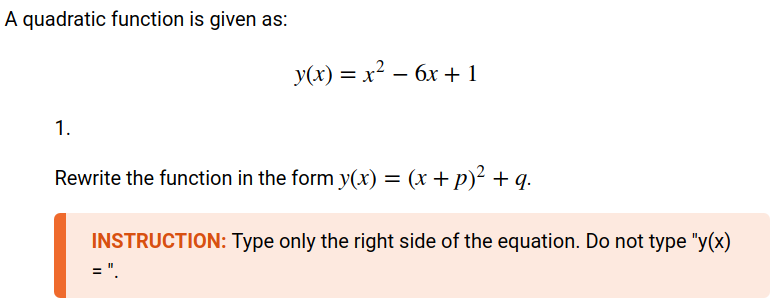 A quadratic function is given as:
y(x) = x² − 6x + 1
1.
Rewrite the function in the form y(x) = (x + p)² + q.
INSTRUCTION: Type only the right side of the equation. Do not type "y(x)
= ".